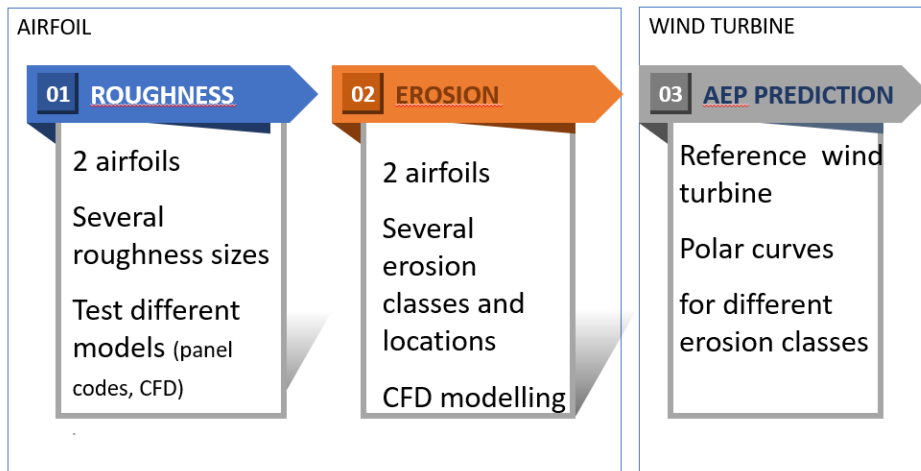 AIRFOIL
01 ROUGHNESS
2 airfoils
Several
roughness sizes
Test different
models (panel
codes, CFD)
.
02 EROSION
2 airfoils
Several
erosion
classes and
locations
CFD modelling
WIND TURBINE
03 AEP PREDICTION
Reference wind
turbine
Polar curves
for different
erosion classes